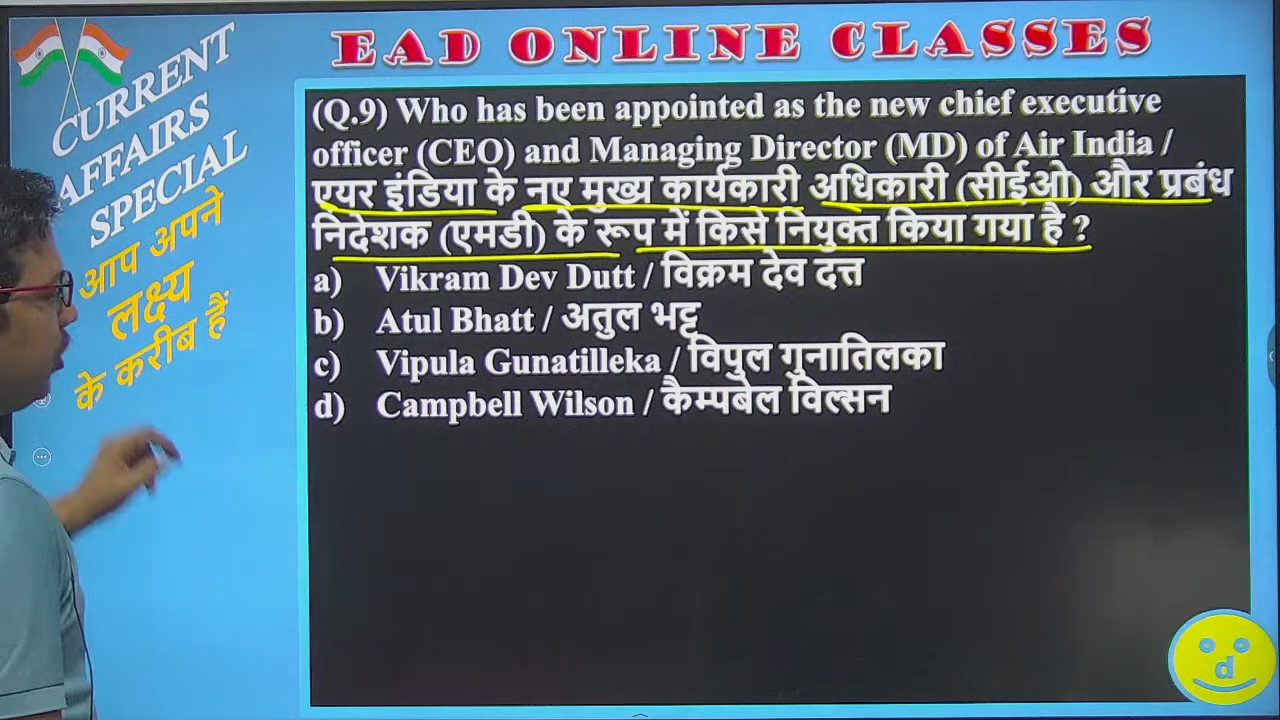 EAD ONLINE CLASSES
CURRENT
AFFAIRS
SPECIAL
आप अपने
लक्ष्य
के करीब हैं
(Q.9) Who has been appointed as the new chief executive
officer (CEO) and Managing Director (MD) of Air India /
एयर इंडिया के नए मुख्य कार्यकारी अधिकारी (सीईओ) और प्रबंध
निदेशक (एमडी) के रूप में किसे नियुक्त किया गया है ?
a) Vikram Dev Dutt / विक्रम देव दत्त
b) Atul Bhatt / अतुल भट्ट
c) Vipula Gunatilleka / विपुल गुनातिलका
d) Campbell Wilson / कैम्पबेल विल्सन
d